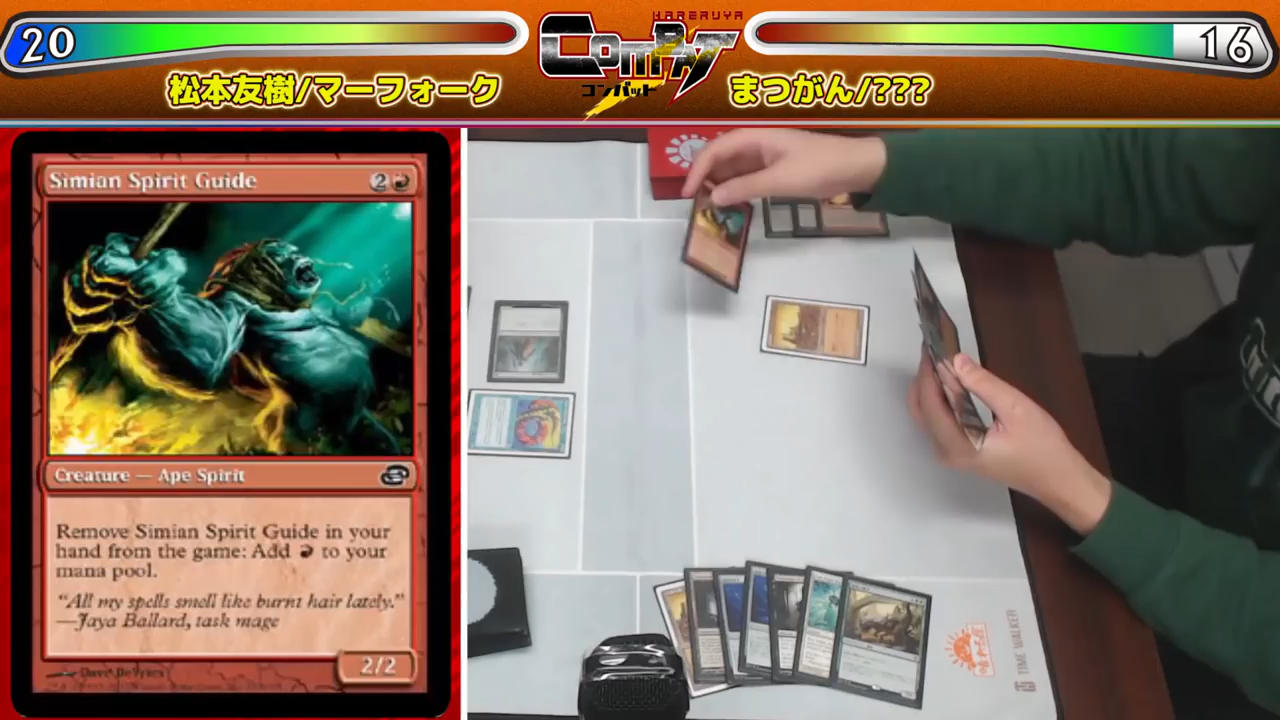 20
HARERUYA
COMBAT
コンバット
16
松本友樹/マーフォーク
まつがん/???
Simian Spirit Guide 2
Creature — Ape Spirit
Remove Simian Spirit Guide in your
hand from the game: Add to your
mana pool.
"All my spells smell like burnt hair lately."
—Jaya Ballard, task mage
2/2
TIME WALKER